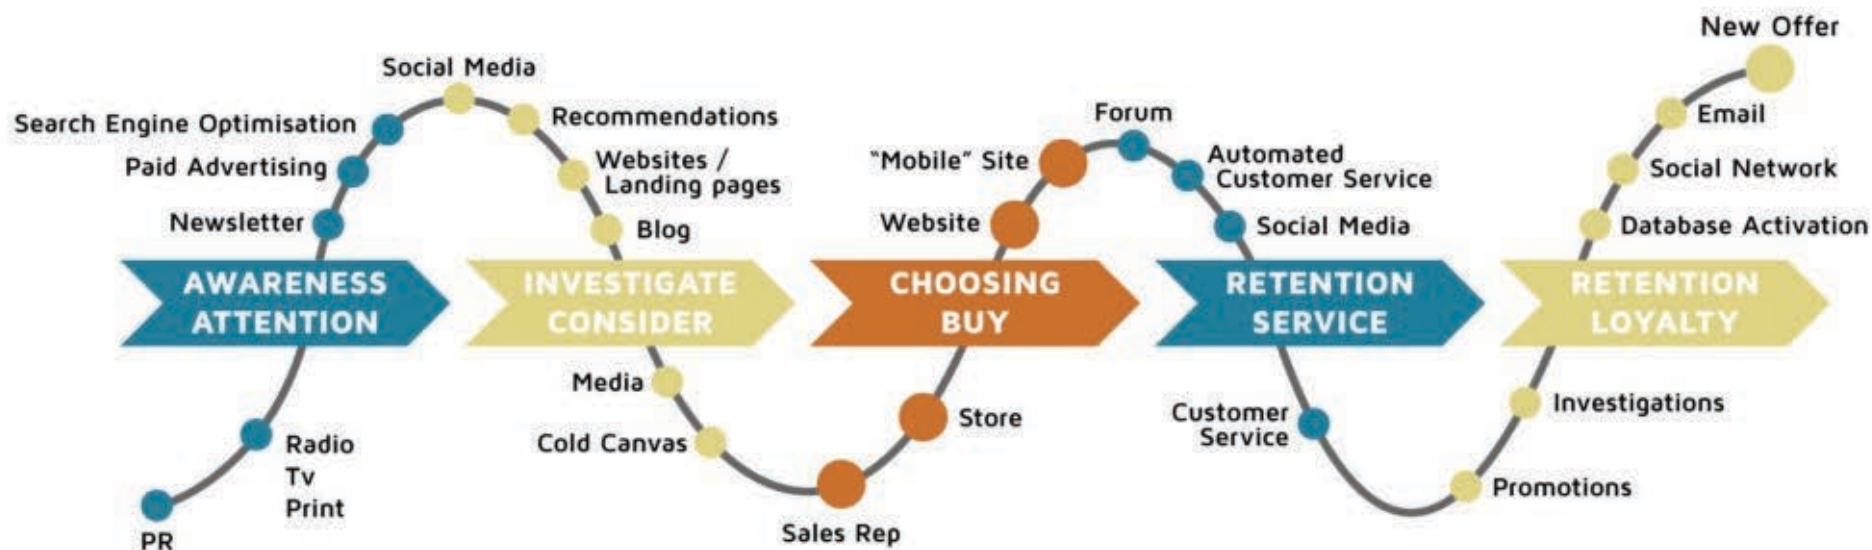 New Offer
Social Media
Search Engine Optimisation
Recommendations
Forum
Email
Paid Advertising
Websites /
Landing pages
"Mobile" Site
Automated
Customer Service
Social Network
Newsletter
Blog
Website
Social Media
Database Activation
AWARENESS
ATTENTION
INVESTIGATE
CONSIDER
CHOOSING
BUY
RETENTION
SERVICE
RETENTION
LOYALTY
Media
Investigations
Cold Canvas
Store
Customer
Service
Radio
Tv
Print
Promotions
PR
Sales Rep